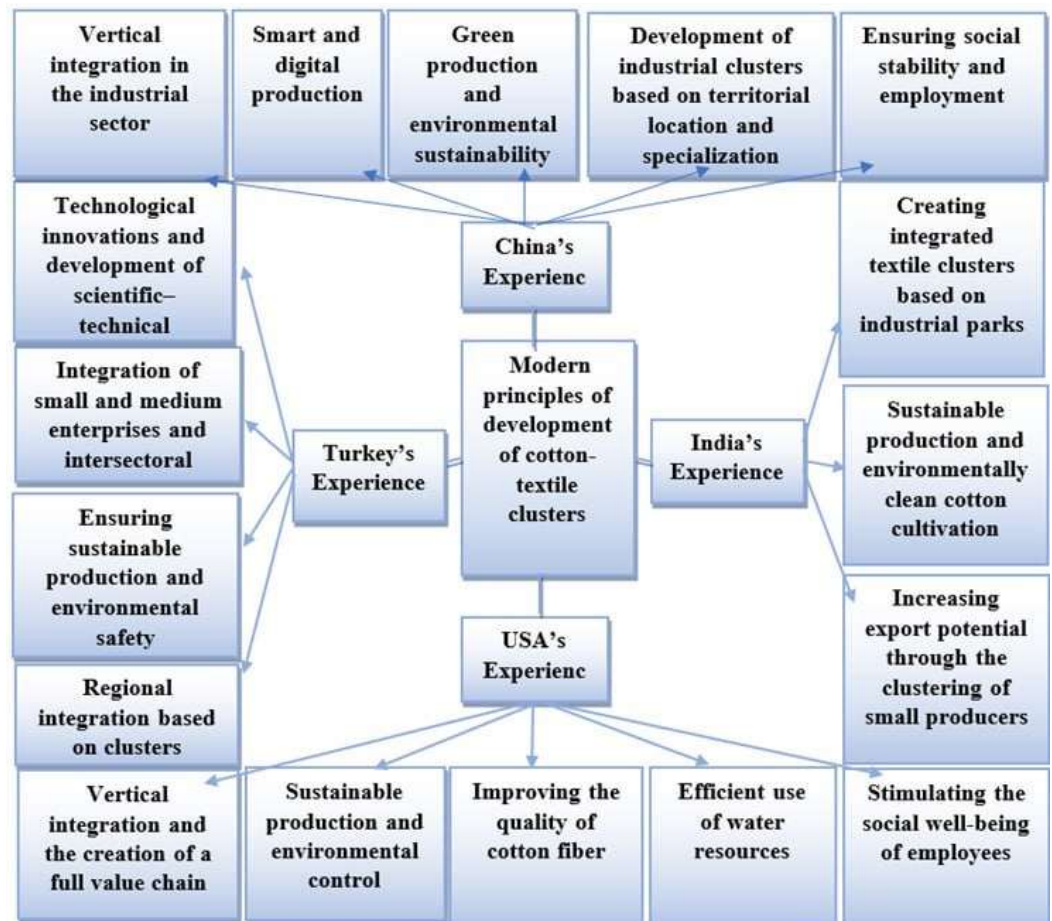 Vertical
integration in
the industrial
sector
Smart and
digital
production
Green
production
and
environmental
sustainability
Development of
industrial clusters
based on territorial
location and
specialization
Ensuring social
stability and
employment
Technological
innovations and
development of
scientific–
technical
China’s
Experienc
Creating
integrated
textile clusters
based on
industrial parks
Integration of
small and medium
enterprises and
intersectoral
Turkey’s
Experience
Modern
principles of
development
of cotton-
textile
clusters
India’s
Experience
Sustainable
production and
environmentally
clean cotton
cultivation
Ensuring
sustainable
production and
environmental
safety
USA’s
Experienc
Increasing
export potential
through the
clustering of
small producers
Regional
integration based
on clusters
Vertical
integration and
the creation of a
full value chain
Sustainable
production and
environmental
control
Improving the
quality of
cotton fiber
Efficient use
of water
resources
Stimulating the
social well-being
of employees